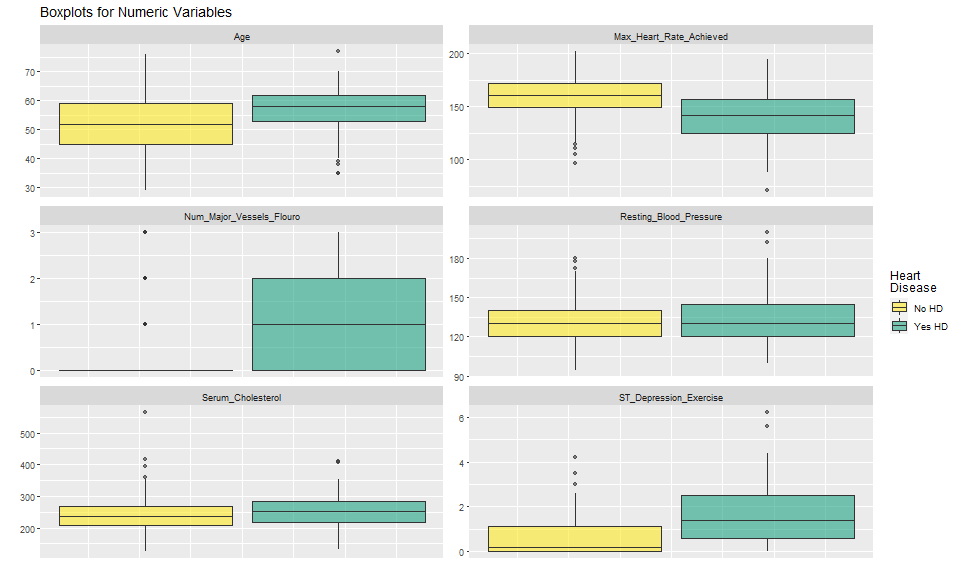 Boxplots for Numeric Variables
Age
Max_Heart_Rate_Achieved
70
60
50
40
30
200
150
100
Num_Major_Vessels_Flouro
Resting_Blood_Pressure
3
2
1
0
180
150
120
90
Heart
Disease
No HD
Yes HD
Serum_Cholesterol
ST_Depression_Exercise
500
400
300
200
6
4
2
0